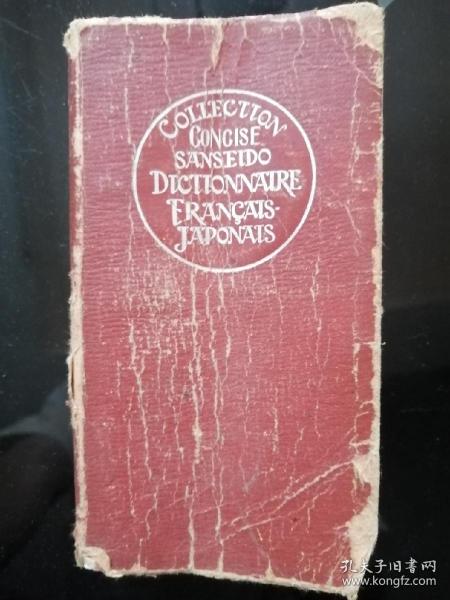 COLLECTION
CONCISE
SANSEIDO
DICTIONNAIRE
FRANÇAIS-
JAPONAIS
孔夫子旧书网
www.kongfz.com